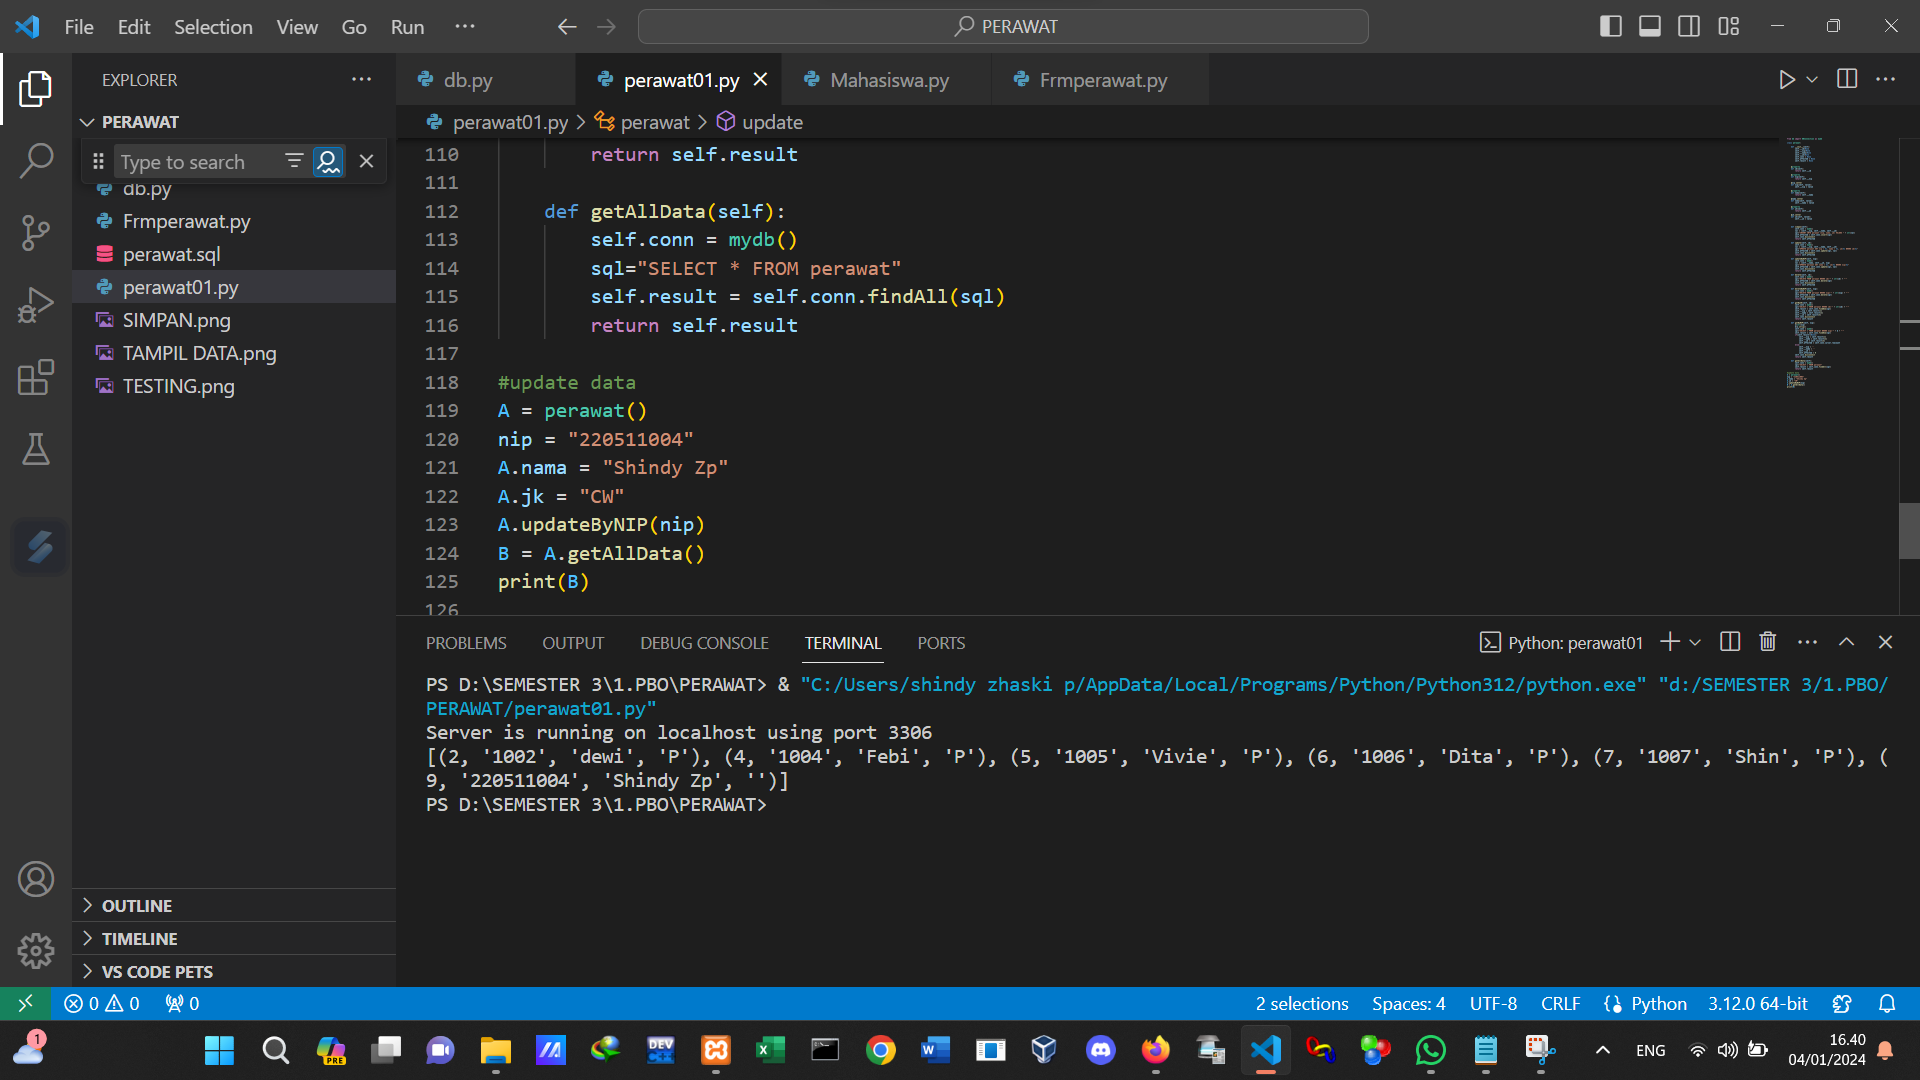 File Edit Selection View Go Run ··· PERAWAT
EXPLORER ···
PERAWAT
Type to search
db.py
Frmperawat.py
perawat.sql
perawat01.py
SIMPAN.png
TAMPIL DATA.png
TESTING.png
OUTLINE
TIMELINE
VS CODE PETS
db.py perawat01.py Mahasiswa.py Frmperawat.py
perawat01.py > perawat > update
110 return self.result
111
112 def getAllData(self):
113 self.conn = mydb()
114 sql="SELECT * FROM perawat"
115 self.result = self.conn.findAll(sql)
116 return self.result
117
118 #update data
119 A = perawat()
120 nip = "220511004"
121 A.nama = "Shindy Zp"
122 A.jk = "CW"
123 A.updateByNIP(nip)
124 B = A.getAllData()
125 print(B)
126
PROBLEMS OUTPUT DEBUG CONSOLE TERMINAL PORTS Python: perawat01
PS D:\SEMESTER 3\1.PBO\PERAWAT> & "C:/Users/shindy zhaski p/AppData/Local/Programs/Python/Python312/python.exe" "d:/SEMESTER 3/1.PBO/
PERAWAT/perawat01.py"
Server is running on localhost using port 3306
[(2, '1002', 'dewi', 'P'), (4, '1004', 'Febi', 'P'), (5, '1005', 'Vivie', 'P'), (6, '1006', 'Dita', 'P'), (7, '1007', 'Shin', 'P'), (
9, '220511004', 'Shindy Zp', '')]
PS D:\SEMESTER 3\1.PBO\PERAWAT>
0 0 0 2 selections Spaces: 4 UTF-8 CRLF Python 3.12.0 64-bit
1 PRE DEV C++ ENG 16.40
04/01/2024